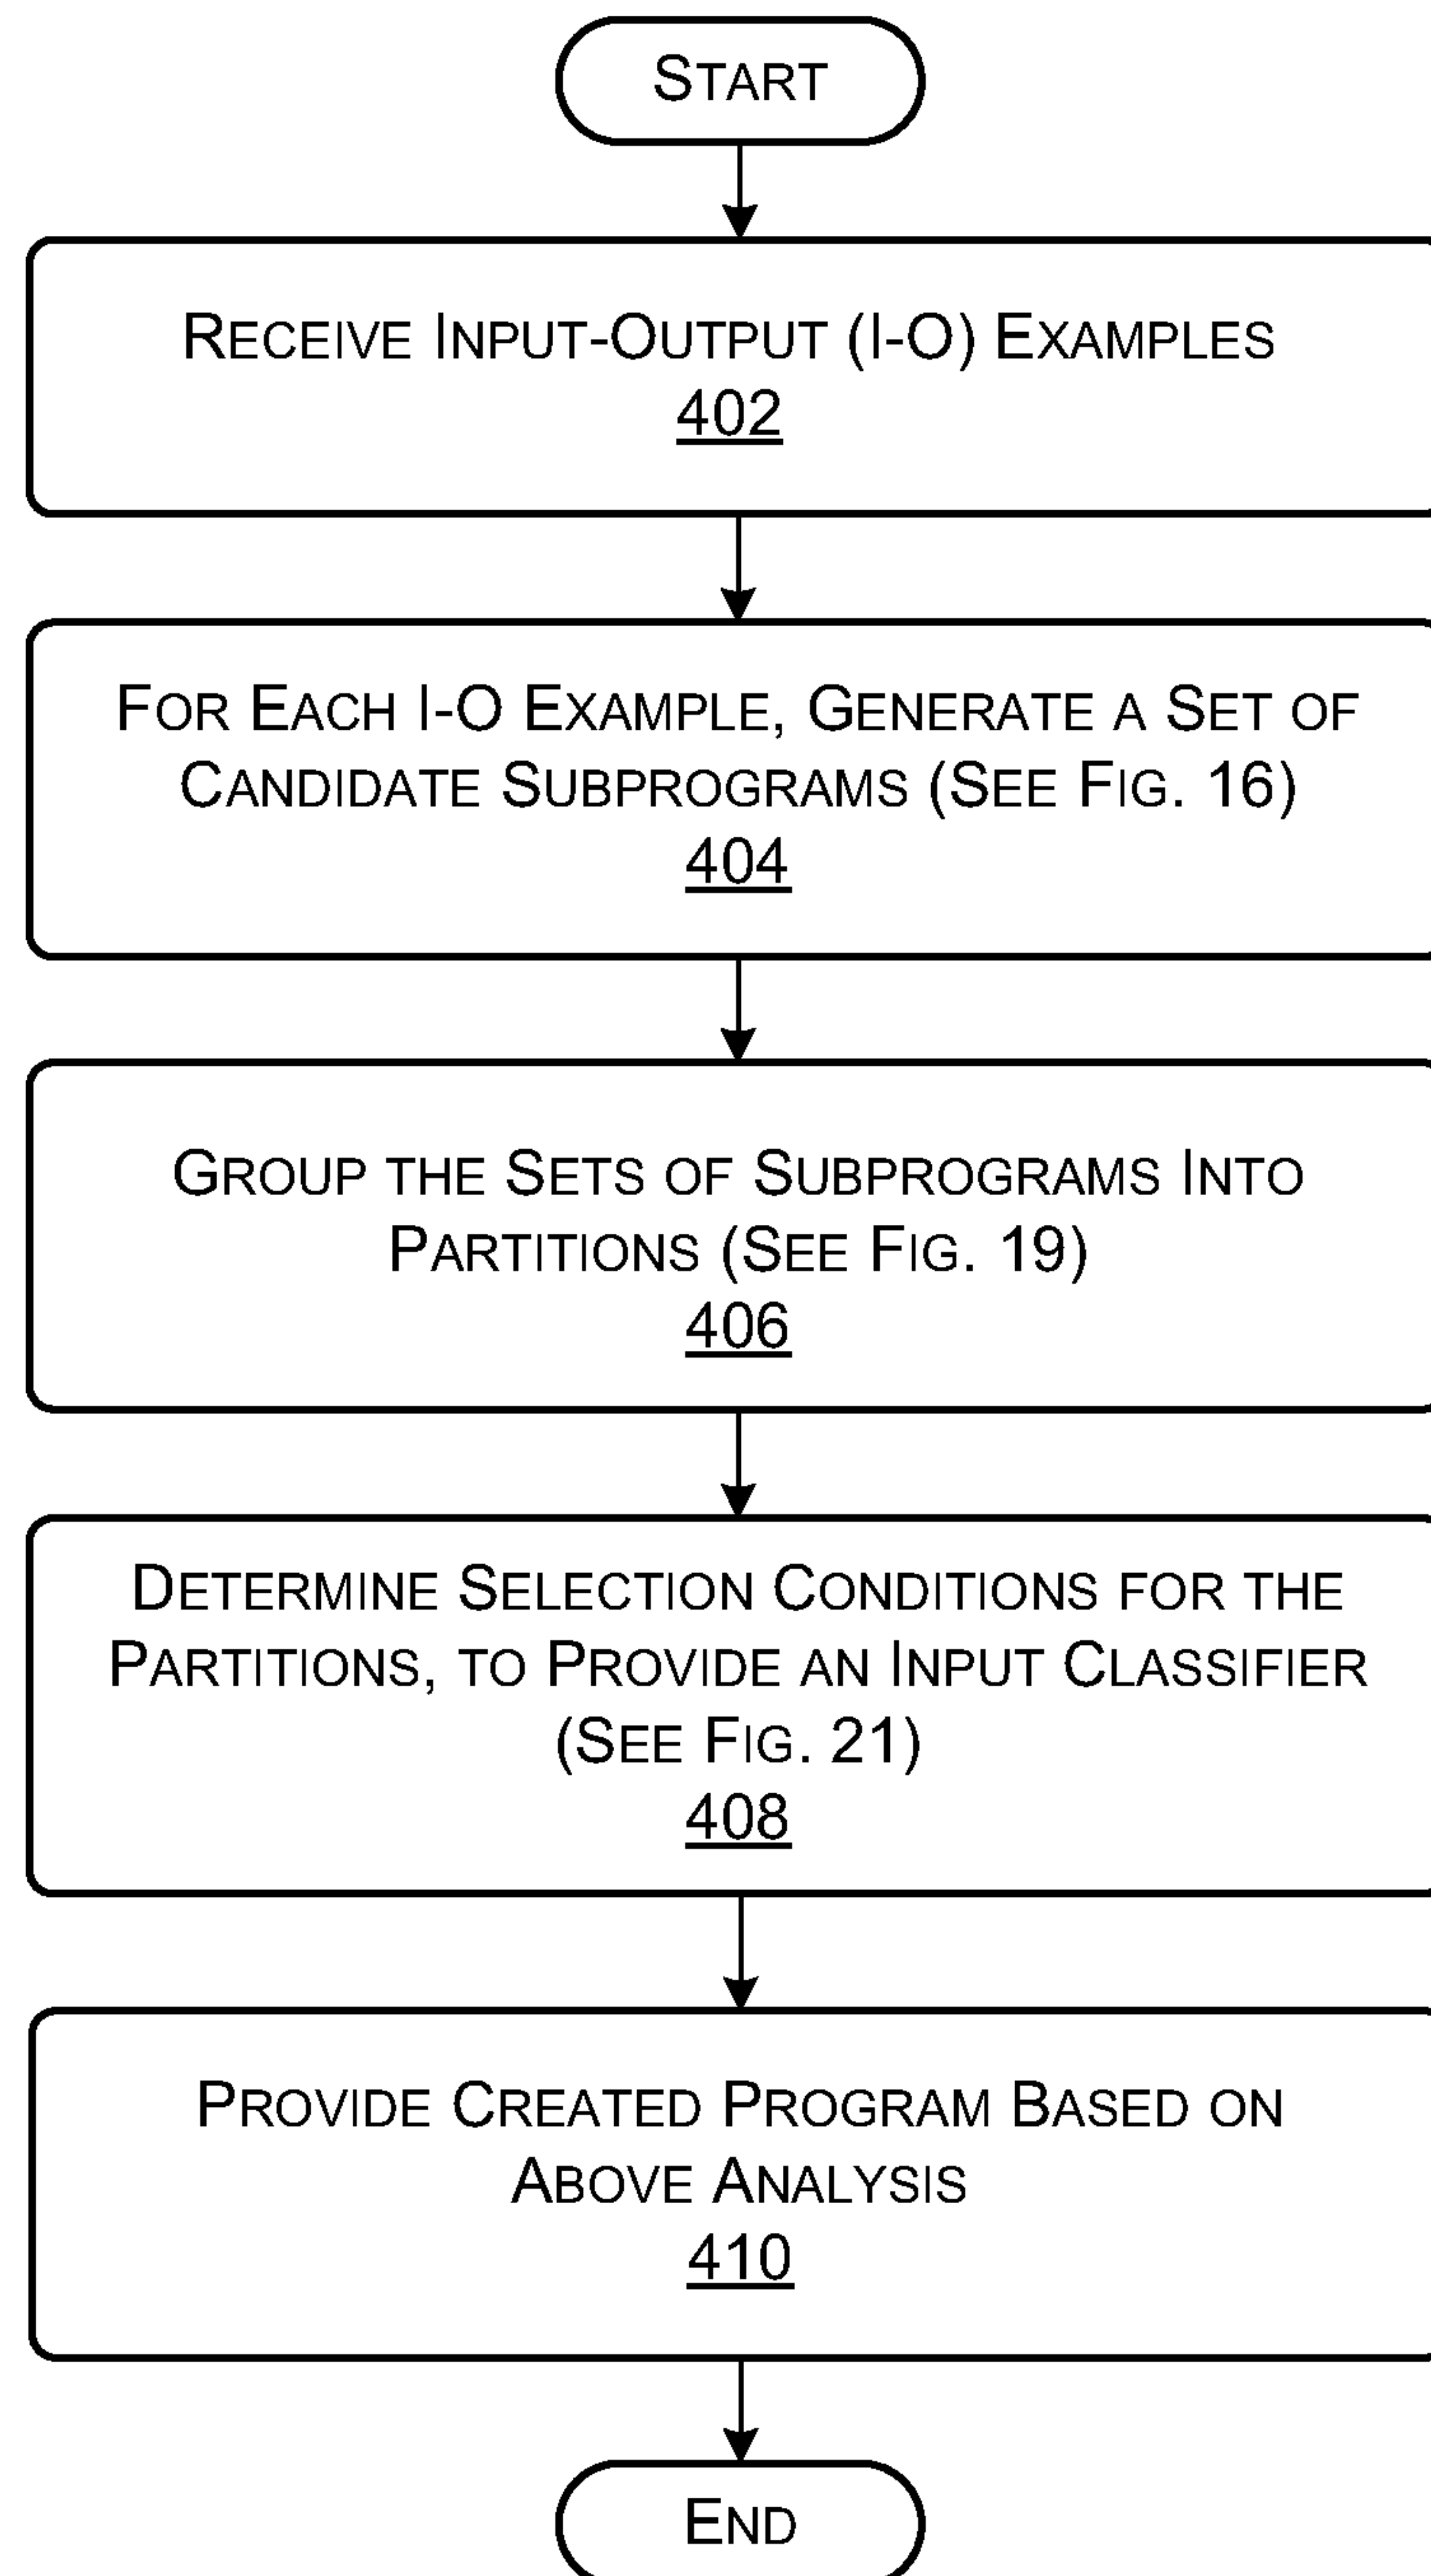 START
RECEIVE INPUT-OUTPUT (I-O) EXAMPLES
402
FOR EACH I-O EXAMPLE, GENERATE A SET OF
CANDIDATE SUBPROGRAMS (SEE FIG. 16)
404
GROUP THE SETS OF SUBPROGRAMS INTO
PARTITIONS (SEE FIG. 19)
406
DETERMINE SELECTION CONDITIONS FOR THE
PARTITIONS, TO PROVIDE AN INPUT CLASSIFIER
(SEE FIG. 21)
408
PROVIDE CREATED PROGRAM BASED ON
ABOVE ANALYSIS
410
END